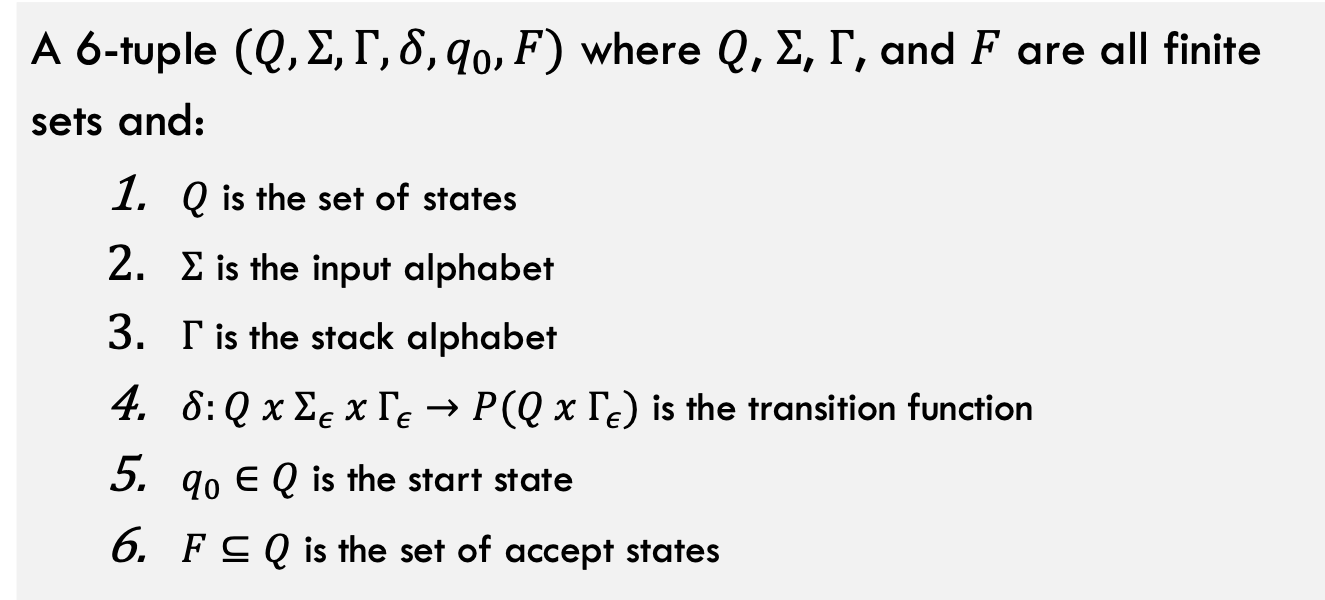 A 6-tuple (𝑄, Σ, Γ, 𝛿, 𝑞₀, 𝐹) where 𝑄, Σ, Γ, and 𝐹 are all finite
sets and:
1. 𝑄 is the set of states
2. Σ is the input alphabet
3. Γ is the stack alphabet
4. 𝛿: 𝑄 𝑥 Σ_𝜖 𝑥 Γ_𝜖 → 𝑃(𝑄 𝑥 Γ_𝜖) is the transition function
5. 𝑞₀ ∈ 𝑄 is the start state
6. 𝐹 ⊆ 𝑄 is the set of accept states